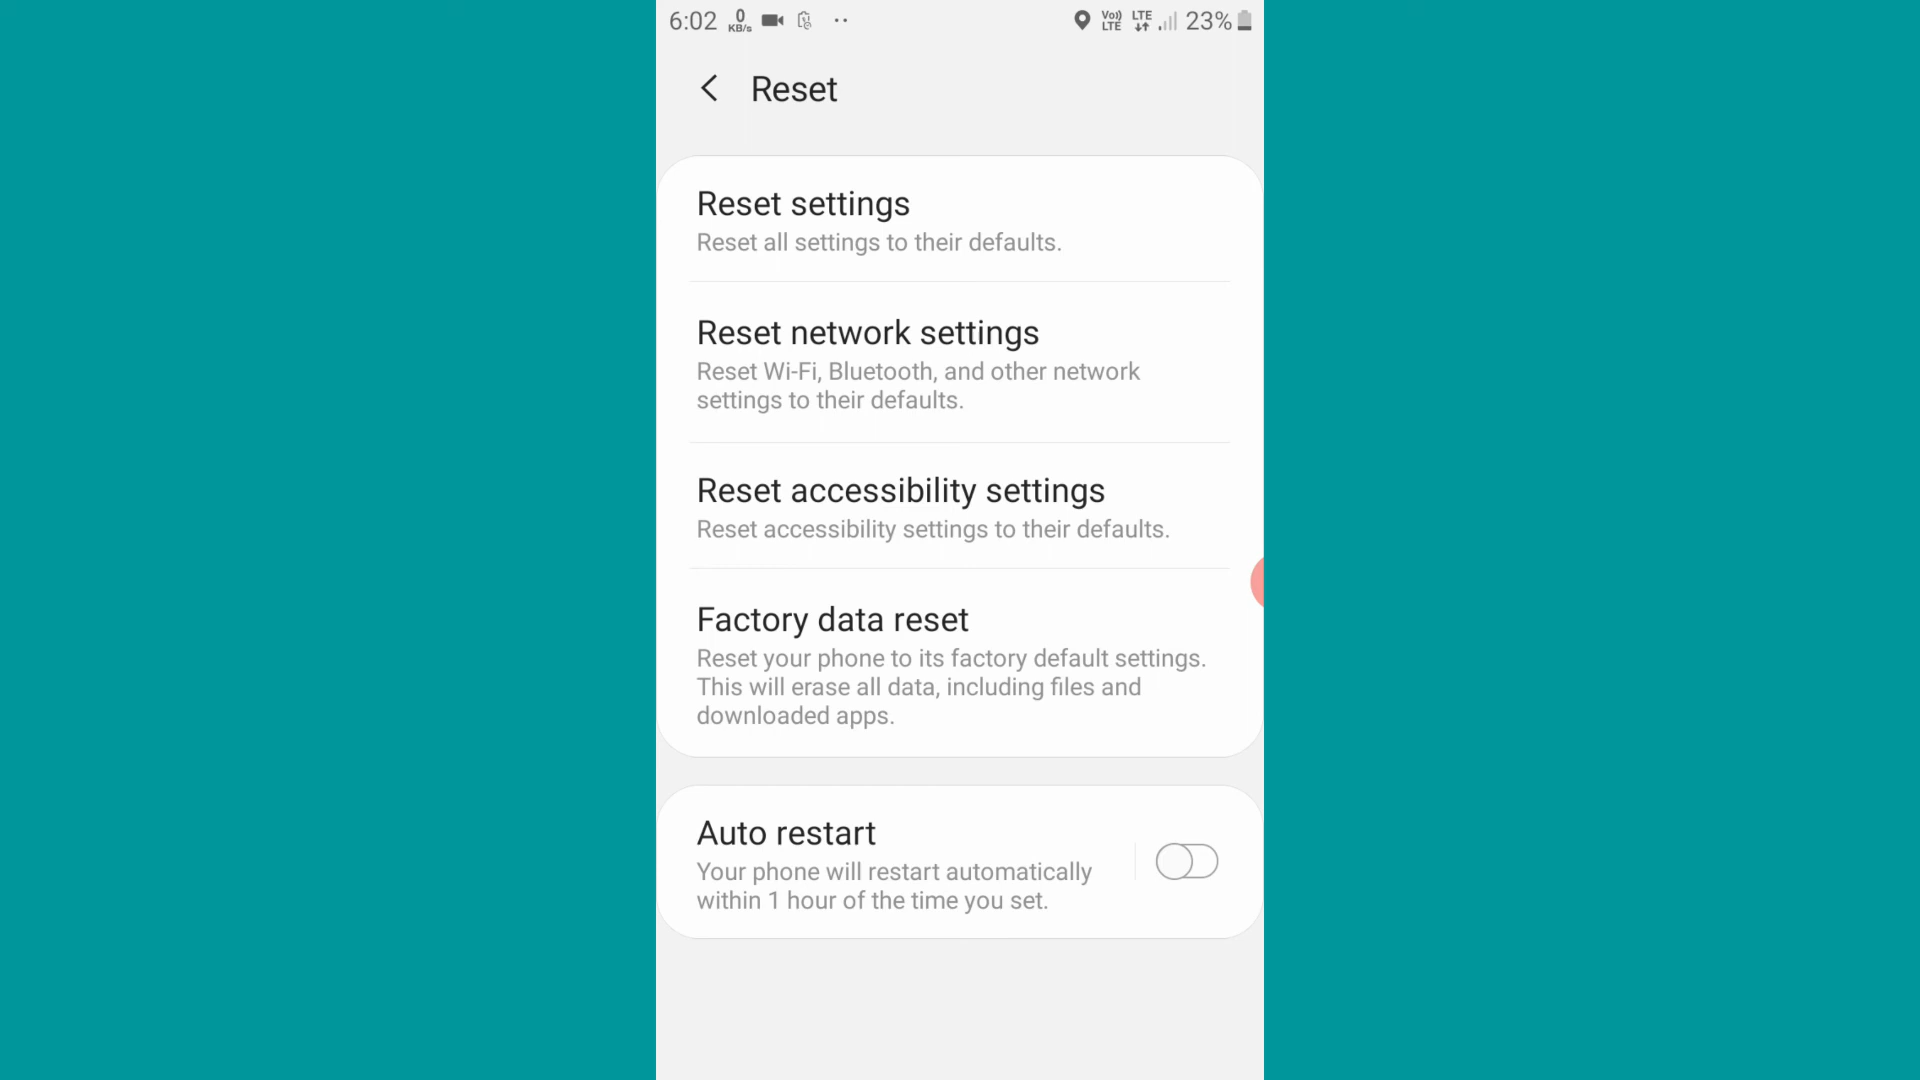 6:02 0 KB/s Vo)) LTE LTE 23%
Reset
Reset settings
Reset all settings to their defaults.
Reset network settings
Reset Wi-Fi, Bluetooth, and other network
settings to their defaults.
Reset accessibility settings
Reset accessibility settings to their defaults.
Factory data reset
Reset your phone to its factory default settings.
This will erase all data, including files and
downloaded apps.
Auto restart
Your phone will restart automatically
within 1 hour of the time you set.